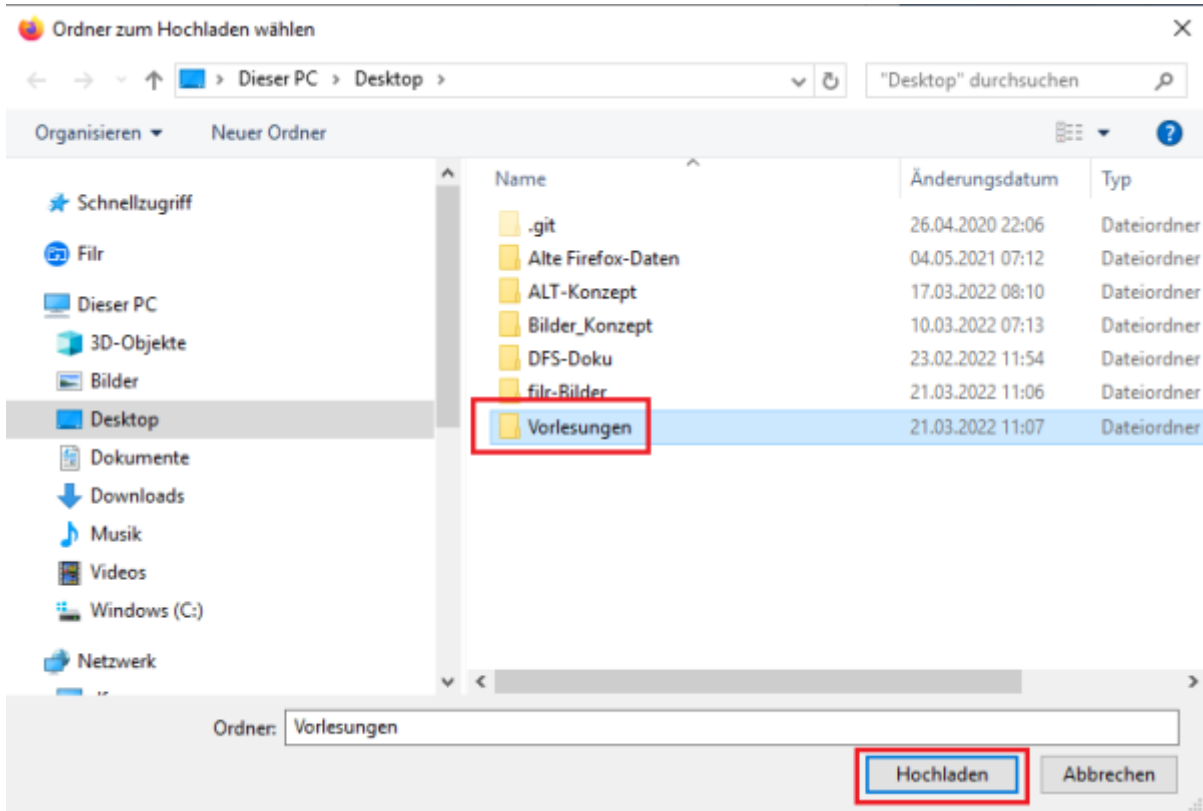 Ordner zum Hochladen wählen
Dieser PC > Desktop >
"Desktop" durchsuchen
Organisieren
Neuer Ordner
Schnellzugriff
Filr
Dieser PC
3D-Objekte
Bilder
Desktop
Dokumente
Downloads
Musik
Videos
Windows (C:)
Netzwerk
Name Änderungsdatum Typ
.git 26.04.2020 22:06 Dateiordner
Alte Firefox-Daten 04.05.2021 07:12 Dateiordner
ALT-Konzept 17.03.2022 08:10 Dateiordner
Bilder_Konzept 10.03.2022 07:13 Dateiordner
DFS-Doku 23.02.2022 11:54 Dateiordner
filr-Bilder 21.03.2022 11:06 Dateiordner
Vorlesungen 21.03.2022 11:07 Dateiordner
Ordner: Vorlesungen
Hochladen
Abbrechen